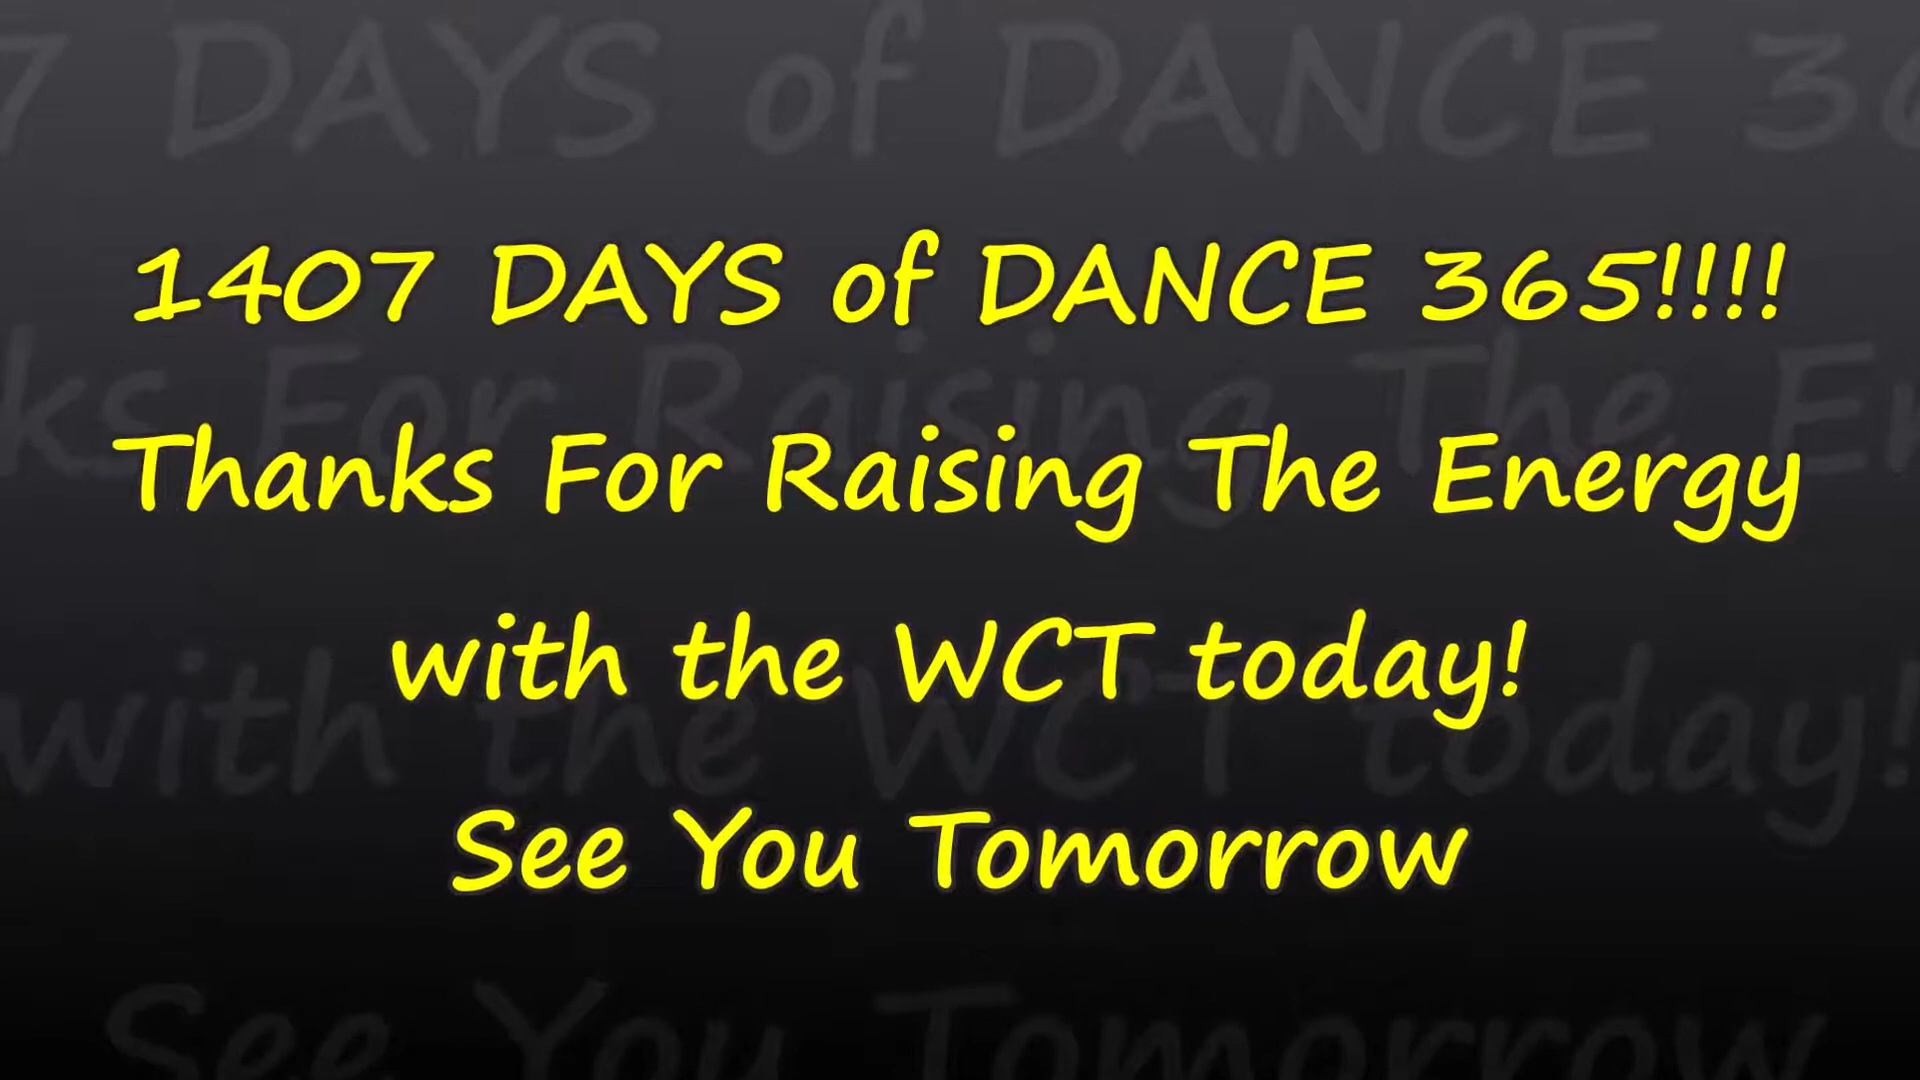 1407 DAYS of DANCE 365!!!!
Thanks For Raising The Energy
with the WCT today!
See You Tomorrow